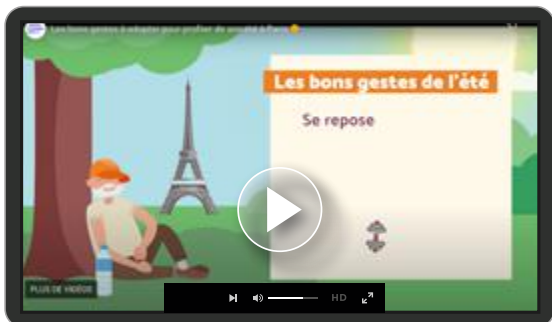 Les bons gestes à adopter pour profiter de son été à Paris
Les bons gestes de l'été
Se repose
PLUS DE VIDÉOS
HD